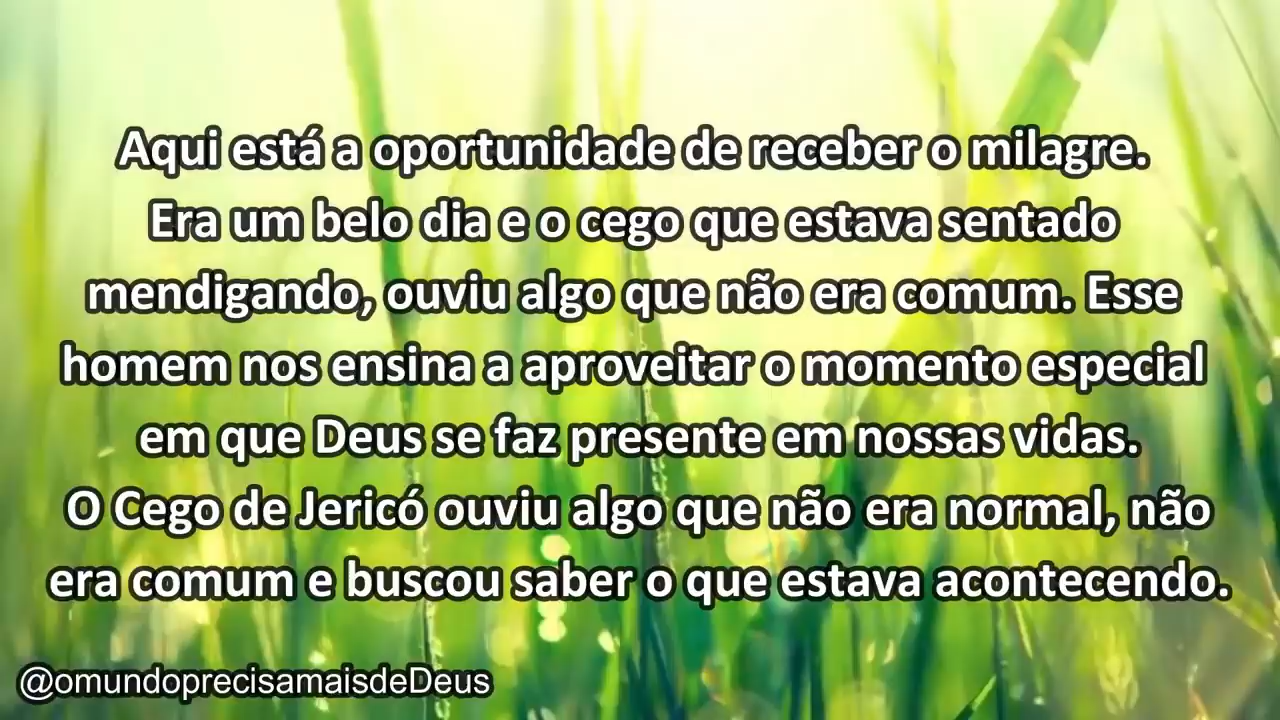 Aqui está a oportunidade de receber o milagre.
Era um belo dia e o cego que estava sentado
mendigando, ouviu algo que não era comum. Esse
homem nos ensina a aproveitar o momento especial
em que Deus se faz presente em nossas vidas.
O Cego de Jericó ouviu algo que não era normal, não
era comum e buscou saber o que estava acontecendo.
@omundoprecisamaisdeDeus